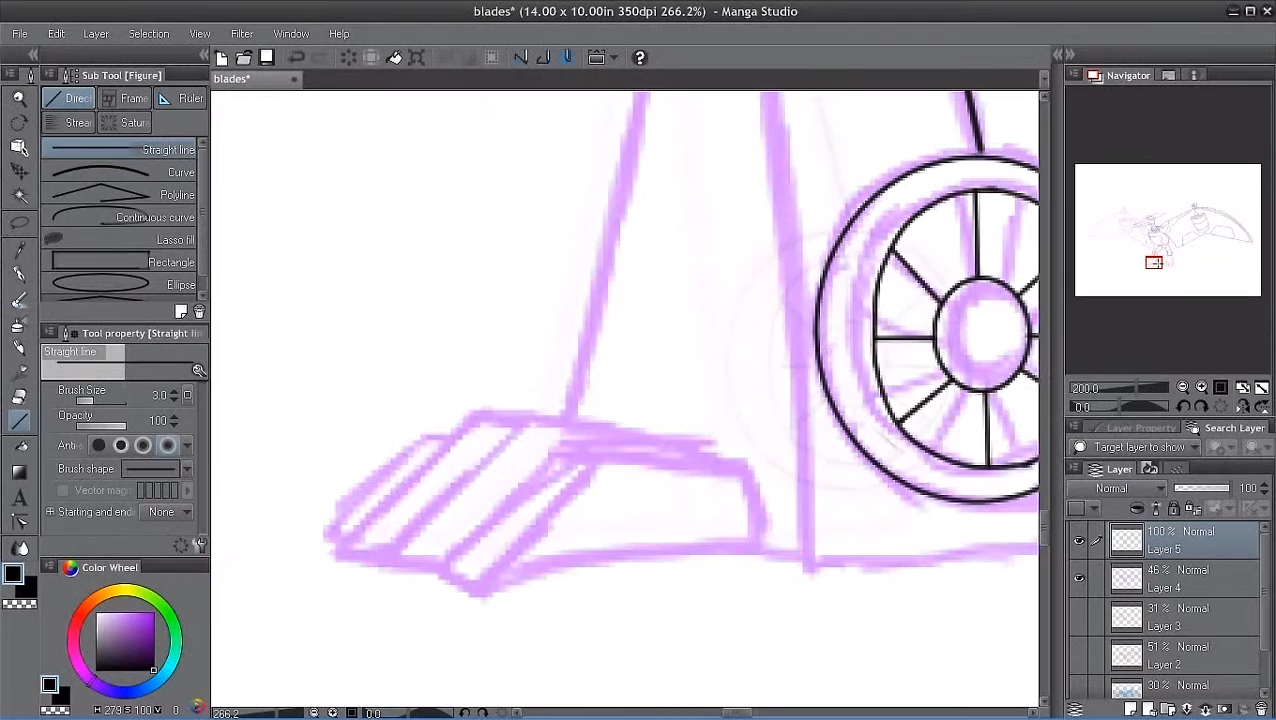 blades* (14.00 x 10.00in 350dpi 266.2%) - Manga Studio
File Edit Layer Selection View Filter Window Help
Sub Tool [Figure]
Direc Frame Ruler
Strea Satura
Straight line
Curve
Polyline
Continuous curve
Lasso fill
Rectangle
Ellipse
Tool property [Straight lin
Straight line
Brush Size 3.0
Opacity 100
Anti-
Brush shape
Vector mag
Starting and end None
Color Wheel
H 279 S 100 V 0
blades*
266.2 0.0
Navigator
200.0
0.0
Layer Property Search Layer
Target layer to show
Layer
Normal 100
100 % Normal
Layer 5
46 % Normal
Layer 4
31 % Normal
Layer 3
51 % Normal
Layer 2
30 % Normal